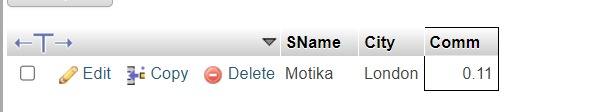 ←T→ SName City Comm
Edit Copy Delete Motika London 0.11